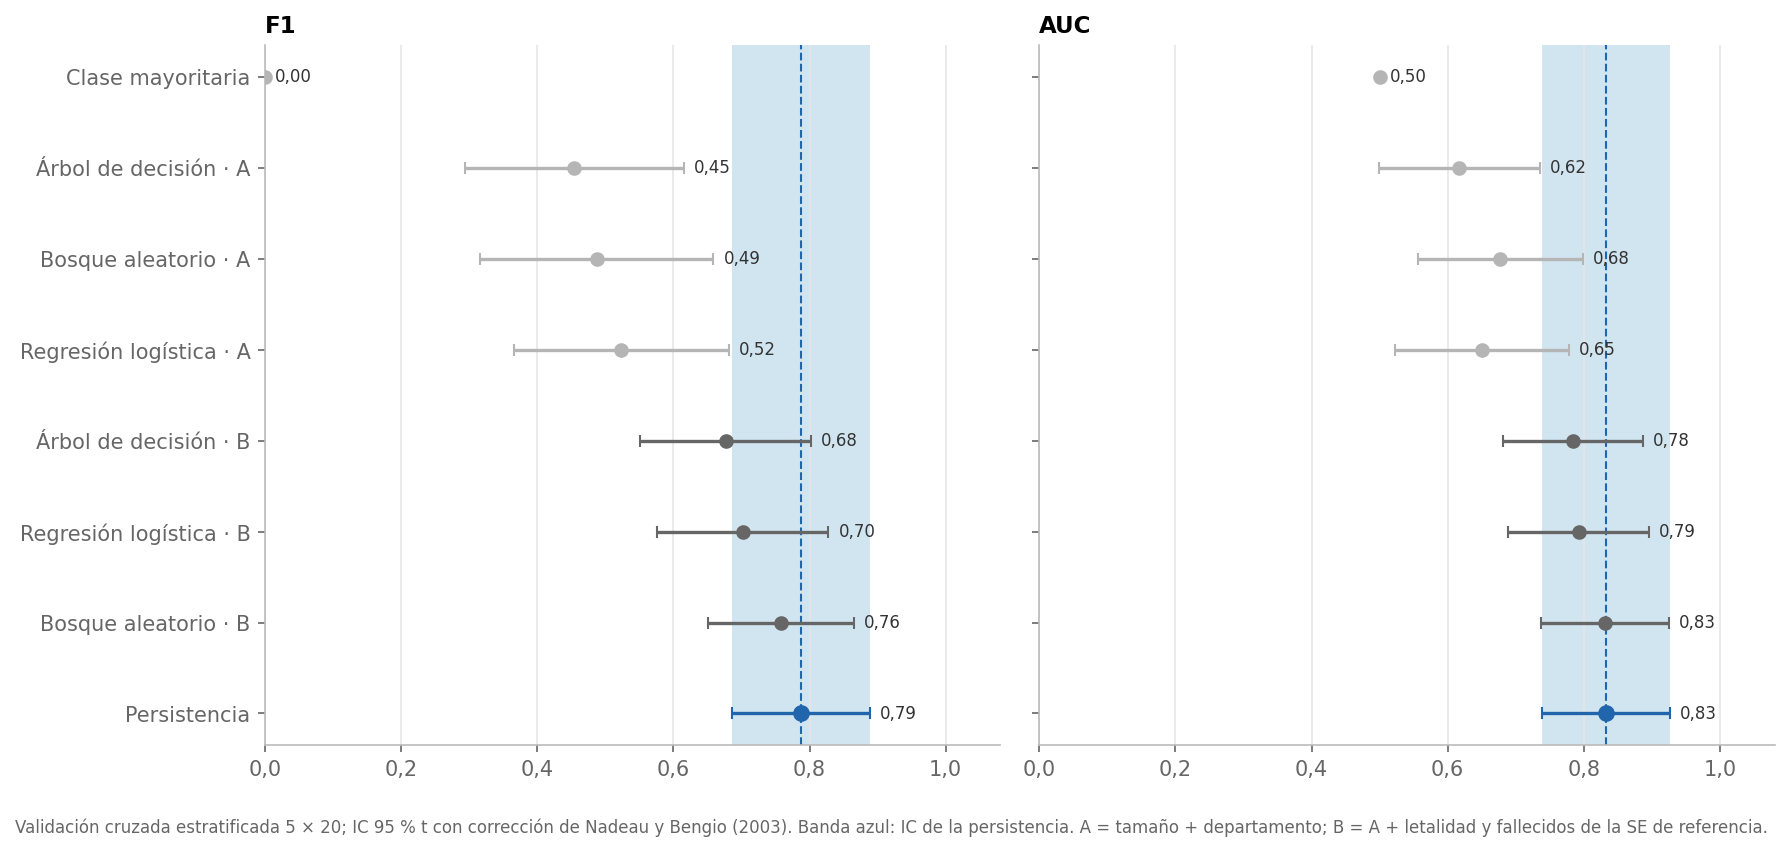 F1
AUC
Clase mayoritaria
0,00
0,50
Árbol de decisión · A
0,45
0,62
Bosque aleatorio · A
0,49
0,68
Regresión logística · A
0,52
0,65
Árbol de decisión · B
0,68
0,78
Regresión logística · B
0,70
0,79
Bosque aleatorio · B
0,76
0,83
Persistencia
0,79
0,83
0,0 0,2 0,4 0,6 0,8 1,0
0,0 0,2 0,4 0,6 0,8 1,0
Validación cruzada estratificada 5 × 20; IC 95 % t con corrección de Nadeau y Bengio (2003). Banda azul: IC de la persistencia. A = tamaño + departamento; B = A + letalidad y fallecidos de la SE de referencia.